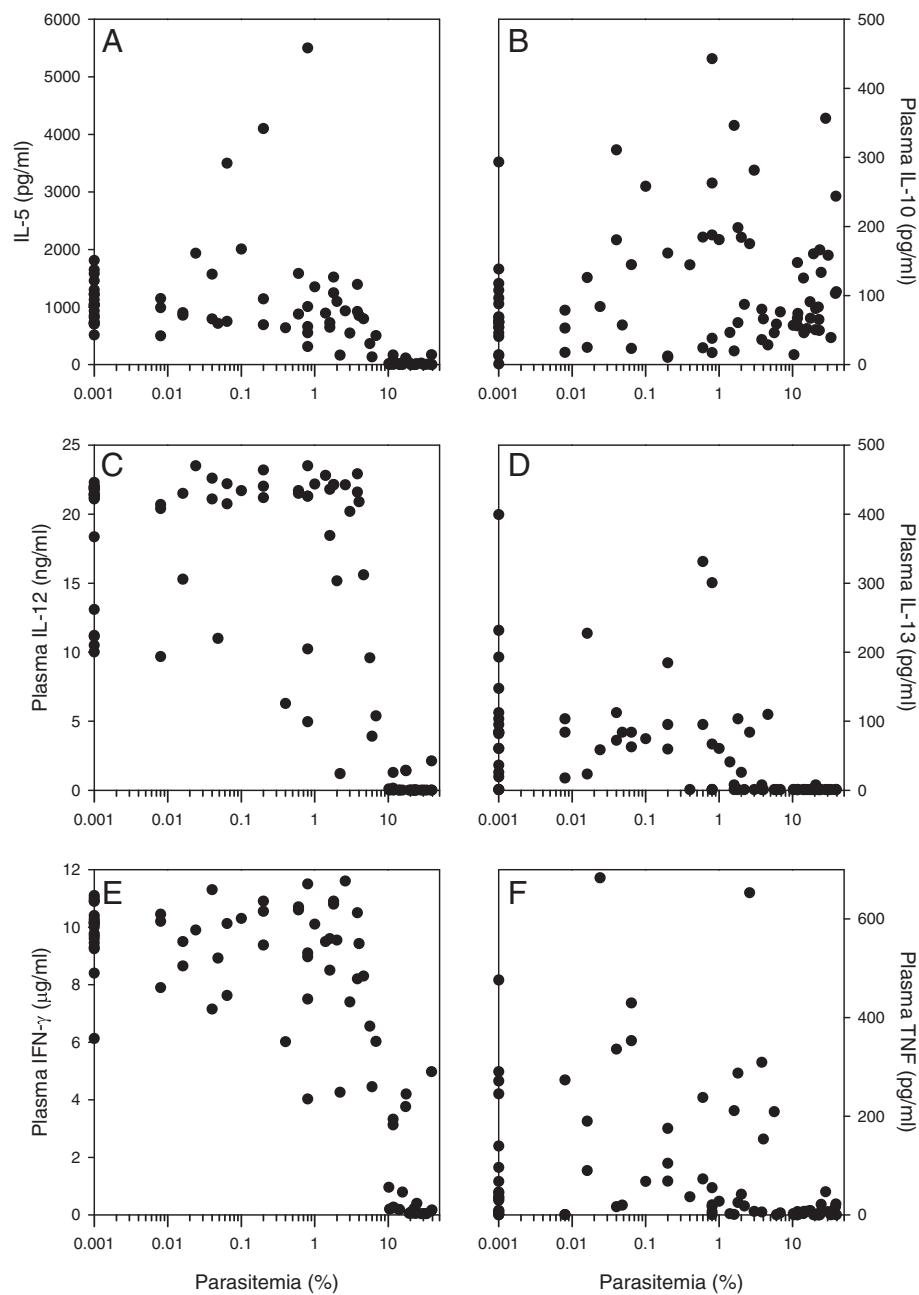 A
B
6000
5000
4000
3000
2000
1000
0
IL-5 (pg/ml)
500
400
300
200
100
0
Plasma IL-10 (pg/ml)
0.001 0.01 0.1 1 10
0.001 0.01 0.1 1 10
C
D
25
20
15
10
5
0
Plasma IL-12 (ng/ml)
500
400
300
200
100
0
Plasma IL-13 (pg/ml)
0.001 0.01 0.1 1 10
0.001 0.01 0.1 1 10
E
F
12
10
8
6
4
2
0
Plasma IFN-γ (μg/ml)
600
400
200
0
Plasma TNF (pg/ml)
0.001 0.01 0.1 1 10
0.001 0.01 0.1 1 10
Parasitemia (%)
Parasitemia (%)